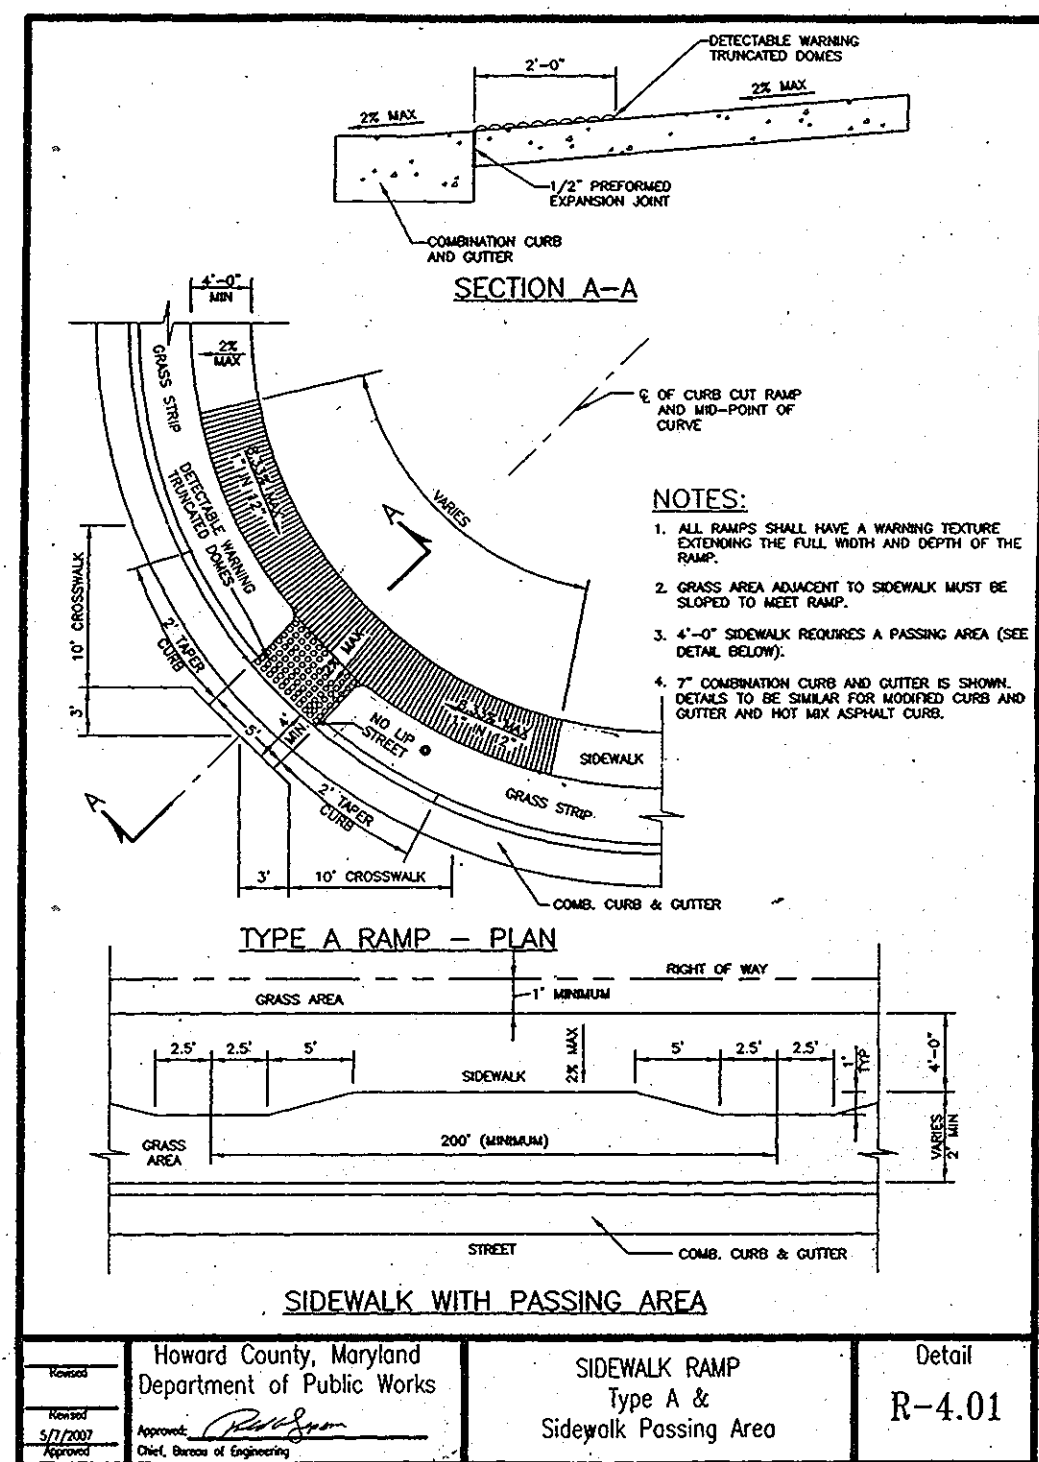 DETECTABLE WARNING
TRUNCATED DOMES
2'-0"
2% MAX
2% MAX
1/2" PREFORMED
EXPANSION JOINT
COMBINATION CURB
AND GUTTER
SECTION A-A
4'-0"
MIN
2%
MAX
GRASS STRIP
℄ OF CURB CUT RAMP
AND MID-POINT OF
CURVE
8.33% MAX
1" IN 12"
VARIES
A
DETECTABLE WARNING
TRUNCATED DOMES
10' CROSSWALK
2' TAPER
CURB
3'
2% MAX
8.33% MAX
1" IN 12"
NO LIP
STREET
4'
MIN
5'
SIDEWALK
GRASS STRIP
2' TAPER
CURB
A
3'
10' CROSSWALK
COMB. CURB & GUTTER
TYPE A RAMP - PLAN
NOTES:
1. ALL RAMPS SHALL HAVE A WARNING TEXTURE
EXTENDING THE FULL WIDTH AND DEPTH OF THE
RAMP.
2. GRASS AREA ADJACENT TO SIDEWALK MUST BE
SLOPED TO MEET RAMP.
3. 4'-0" SIDEWALK REQUIRES A PASSING AREA (SEE
DETAIL BELOW).
4. 7" COMBINATION CURB AND GUTTER IS SHOWN.
DETAILS TO BE SIMILAR FOR MODIFIED CURB AND
GUTTER AND HOT MIX ASPHALT CURB.
RIGHT OF WAY
GRASS AREA
1' MINIMUM
2.5' 2.5' 5'
SIDEWALK
2% MAX
5' 2.5' 2.5'
1'
TYP
4'-0"
GRASS
AREA
200' (MINIMUM)
VARIES
2' MIN
STREET
COMB. CURB & GUTTER
SIDEWALK WITH PASSING AREA
Revised
Revised
5/7/2007
Approved
Howard County, Maryland
Department of Public Works
Approved:
Chief, Bureau of Engineering
SIDEWALK RAMP
Type A &
Sidewalk Passing Area
Detail
R-4.01